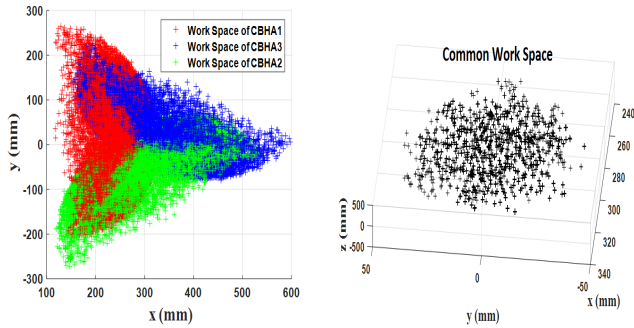 300
200
100
0
-100
-200
-300
100
200
300
400
500
600
y (mm)
x (mm)
Work Space of CBHA1
Work Space of CBHA3
Work Space of CBHA2
Common Work Space
240
260
280
300
320
340
500
0
-500
50
0
-50
z (mm)
y (mm)
x (mm)